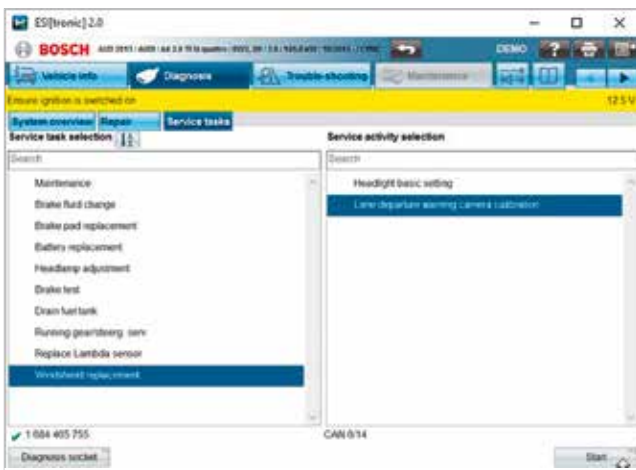 ESI[tronic] 2.0
BOSCH
DEMO
Vehicle info Diagnosis Trouble-shooting Maintenance
Ensure ignition is switched on 12.5 V
System overview Repair Service tasks
Service task selection Service activity selection
Search Search
Maintenance Headlight basic setting
Brake fluid change Lane departure warning camera calibration
Brake pad replacement
Battery replacement
Headlamp adjustment
Brake test
Drain fuel tank
Running gear/steerg. serv
Replace Lambda sensor
Windshield replacement
1 684 465 755 CAN 6/14
Diagnosis socket Start